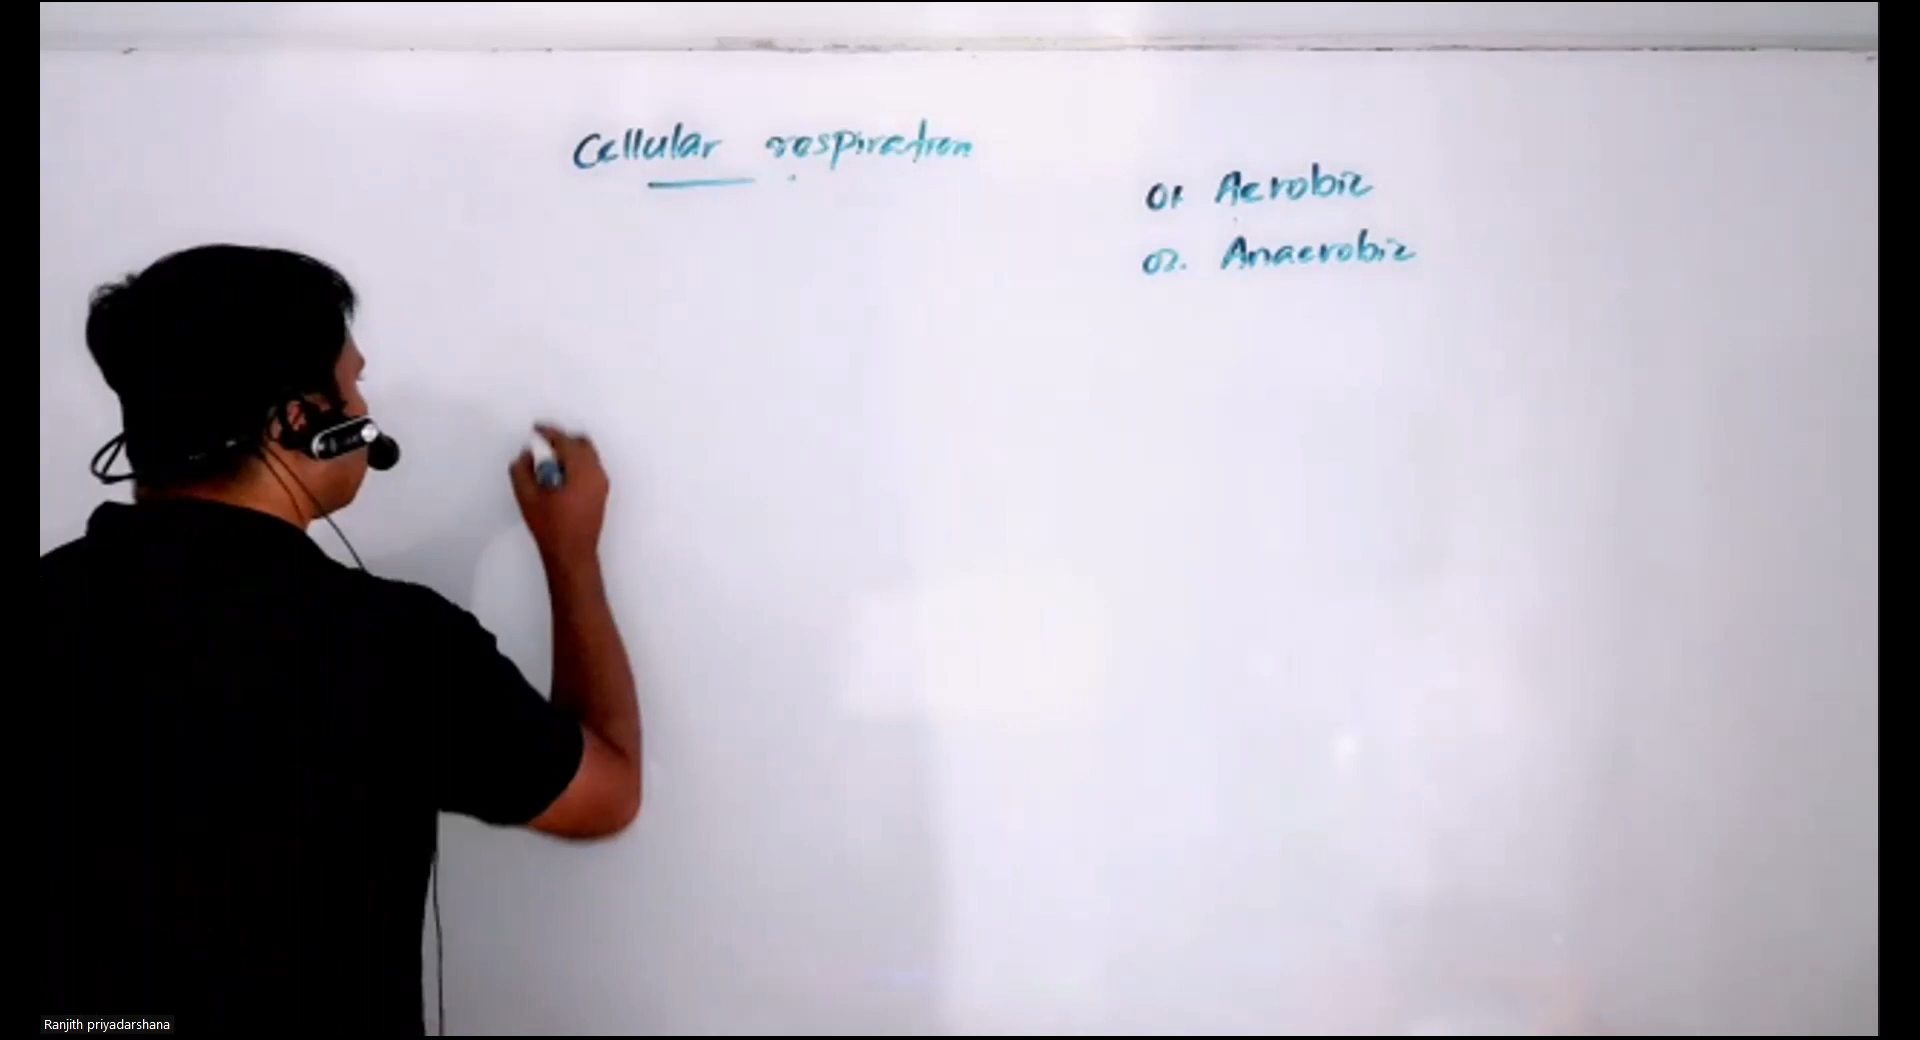 Cellular respiration
01 Aerobic
02. Anaerobic
Ranjith priyadarshana